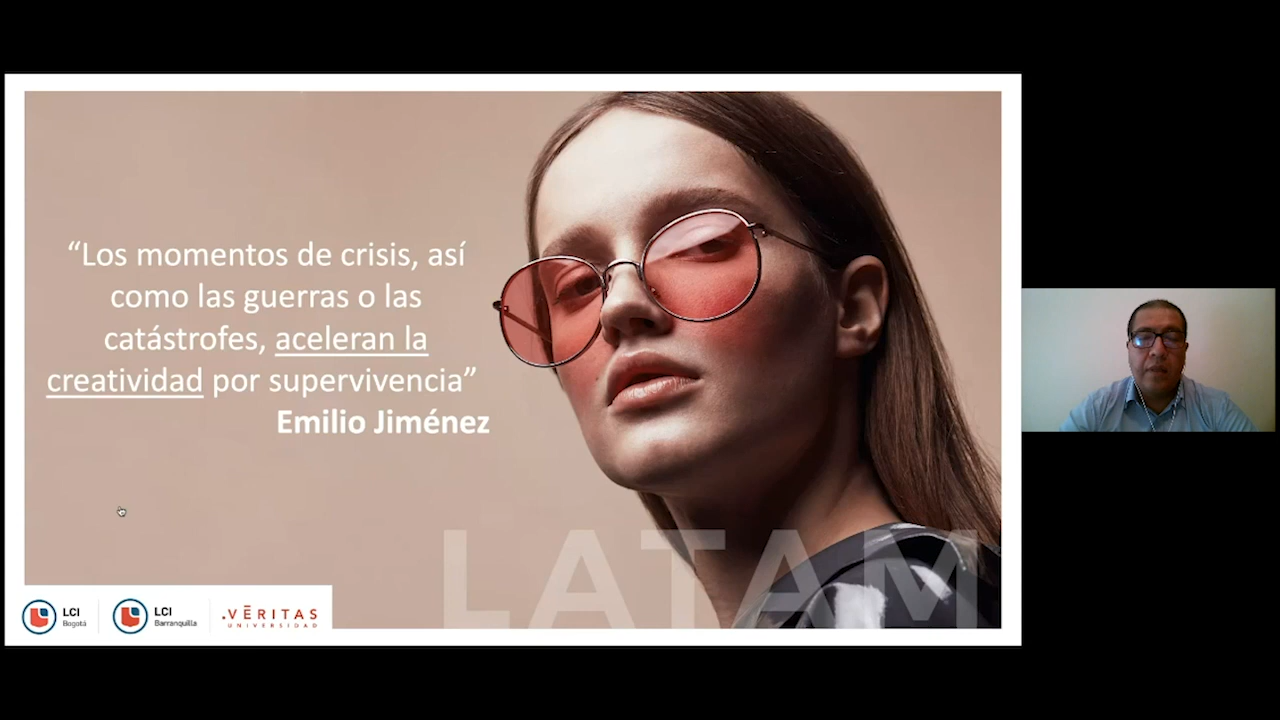 “Los momentos de crisis, así
como las guerras o las
catástrofes, aceleran la
creatividad por supervivencia”
Emilio Jiménez
LATAM
LCI
Bogotá
LCI
Barranquilla
.VĒRITAS
UNIVERSIDAD